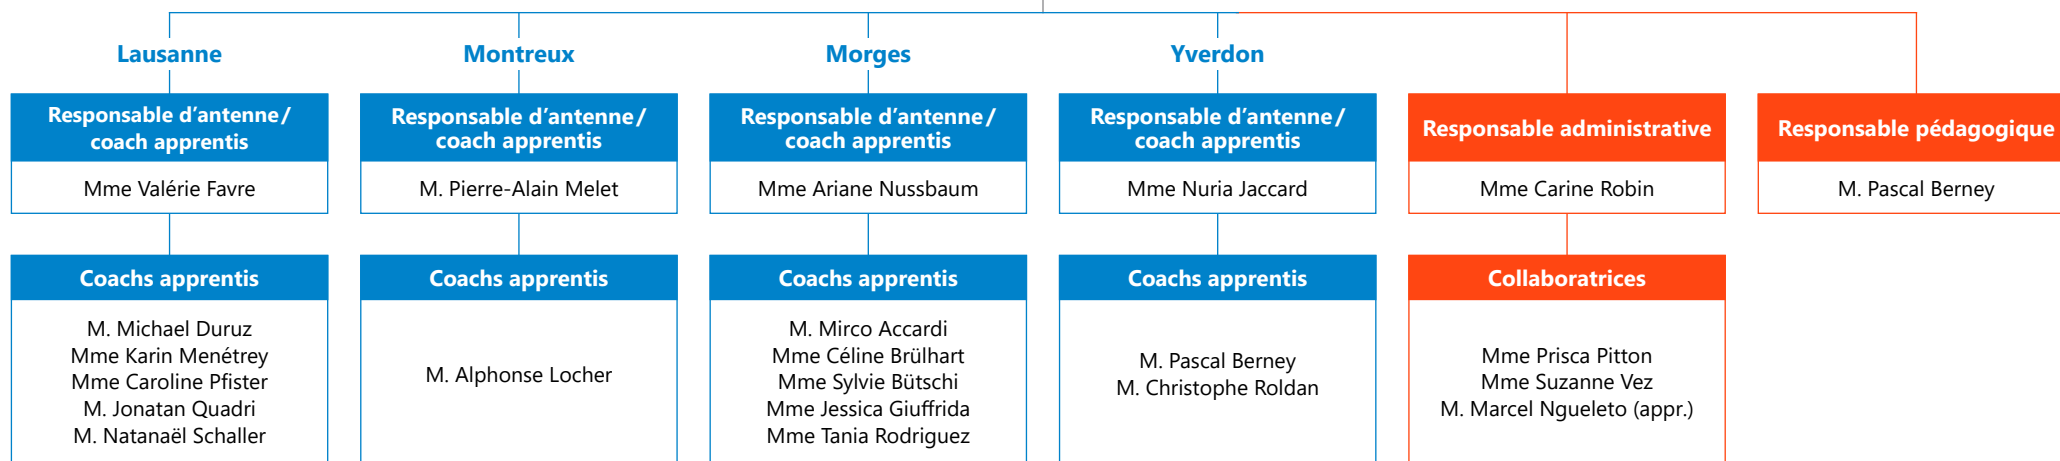 Lausanne
Montreux
Morges
Yverdon
Responsable d'antenne/
coach apprentis
Mme Valérie Favre
Responsable d'antenne/
coach apprentis
M. Pierre-Alain Melet
Responsable d'antenne/
coach apprentis
Mme Ariane Nussbaum
Responsable d'antenne/
coach apprentis
Mme Nuria Jaccard
Responsable administrative
Mme Carine Robin
Responsable pédagogique
M. Pascal Berney
Coachs apprentis
M. Michael Duruz
Mme Karin Menétrey
Mme Caroline Pfister
M. Jonatan Quadri
M. Natanaël Schaller
Coachs apprentis
M. Alphonse Locher
Coachs apprentis
M. Mirco Accardi
Mme Céline Brülhart
Mme Sylvie Bütschi
Mme Jessica Giuffrida
Mme Tania Rodriguez
Coachs apprentis
M. Pascal Berney
M. Christophe Roldan
Collaboratrices
Mme Prisca Pitton
Mme Suzanne Vez
M. Marcel Ngueleto (appr.)